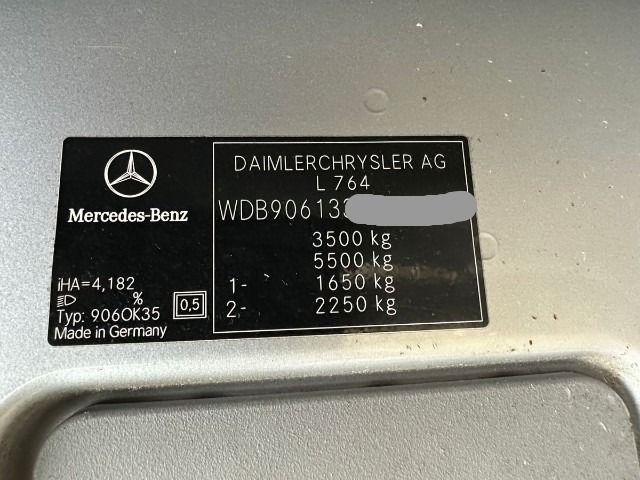 Mercedes-Benz
iHA=4,182
%
Typ: 906OK35
0,5
Made in Germany
DAIMLERCHRYSLER AG
L 764
WDB906133
3500 kg
5500 kg
1- 1650 kg
2- 2250 kg